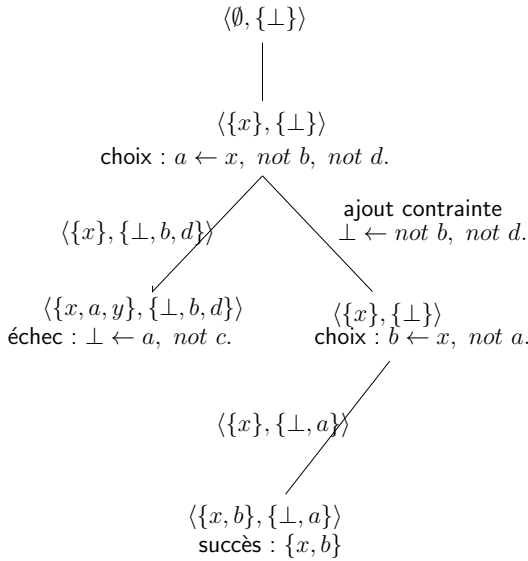 ⟨∅, {⊥}⟩
⟨{x}, {⊥}⟩
choix : a ← x, not b, not d.
ajout contrainte
⟨{x}, {⊥, b, d}⟩
⊥ ← not b, not d.
⟨{x, a, y}, {⊥, b, d}⟩
⟨{x}, {⊥}⟩
échec : ⊥ ← a, not c.
choix : b ← x, not a.
⟨{x}, {⊥, a}⟩
⟨{x, b}, {⊥, a}⟩
succès : {x, b}